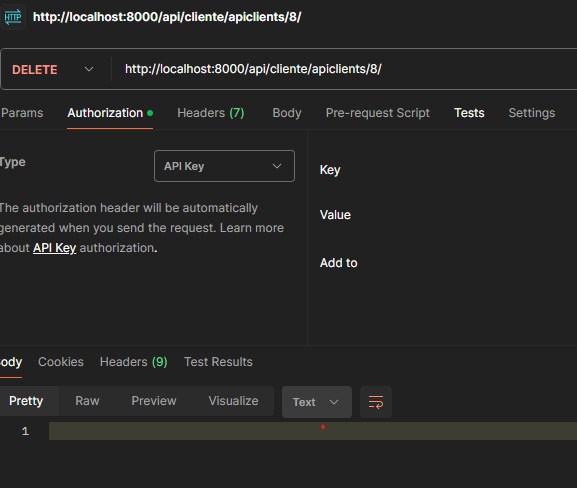 HTTP http://localhost:8000/api/cliente/apiclients/8/
DELETE http://localhost:8000/api/cliente/apiclients/8/
Params Authorization Headers (7) Body Pre-request Script Tests Settings
Type API Key
The authorization header will be automatically
generated when you send the request. Learn more
about API Key authorization.
Key
Value
Add to
ody Cookies Headers (9) Test Results
Pretty Raw Preview Visualize Text
1